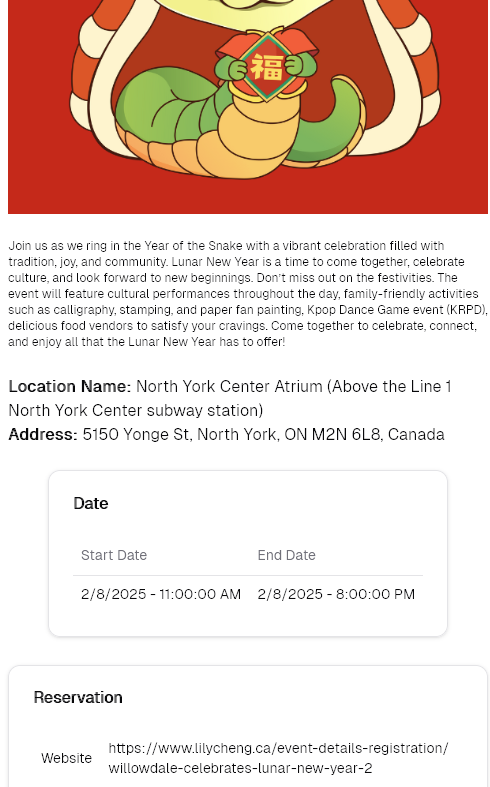 福
Join us as we ring in the Year of the Snake with a vibrant celebration filled with
tradition, joy, and community. Lunar New Year is a time to come together, celebrate
culture, and look forward to new beginnings. Don't miss out on the festivities. The
event will feature cultural performances throughout the day, family-friendly activities
such as calligraphy, stamping, and paper fan painting, Kpop Dance Game event (KRPD),
delicious food vendors to satisfy your cravings. Come together to celebrate, connect,
and enjoy all that the Lunar New Year has to offer!
Location Name: North York Center Atrium (Above the Line 1
North York Center subway station)
Address: 5150 Yonge St, North York, ON M2N 6L8, Canada
Date
Start Date End Date
2/8/2025 - 11:00:00 AM 2/8/2025 - 8:00:00 PM
Reservation
Website https://www.lilycheng.ca/event-details-registration/
willowdale-celebrates-lunar-new-year-2